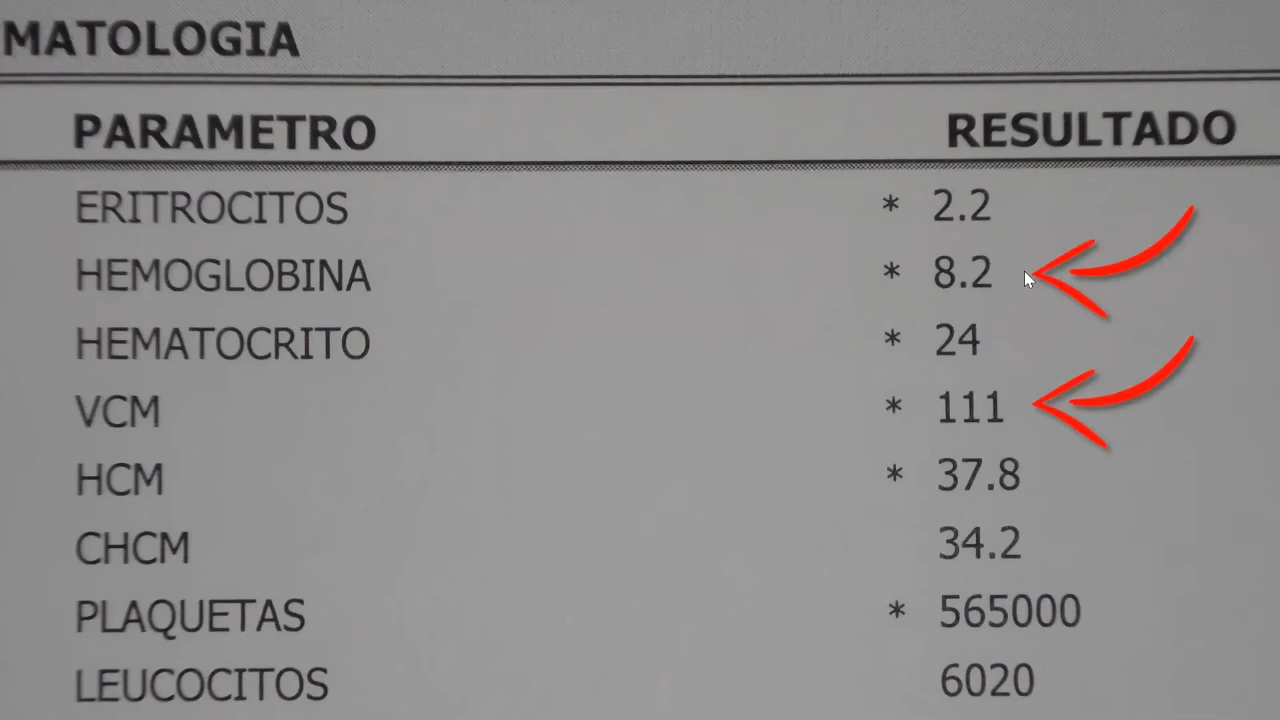 MATOLOGIA
PARAMETRO RESULTADO
ERITROCITOS * 2.2
HEMOGLOBINA * 8.2
HEMATOCRITO * 24
VCM * 111
HCM * 37.8
CHCM 34.2
PLAQUETAS * 565000
LEUCOCITOS 6020